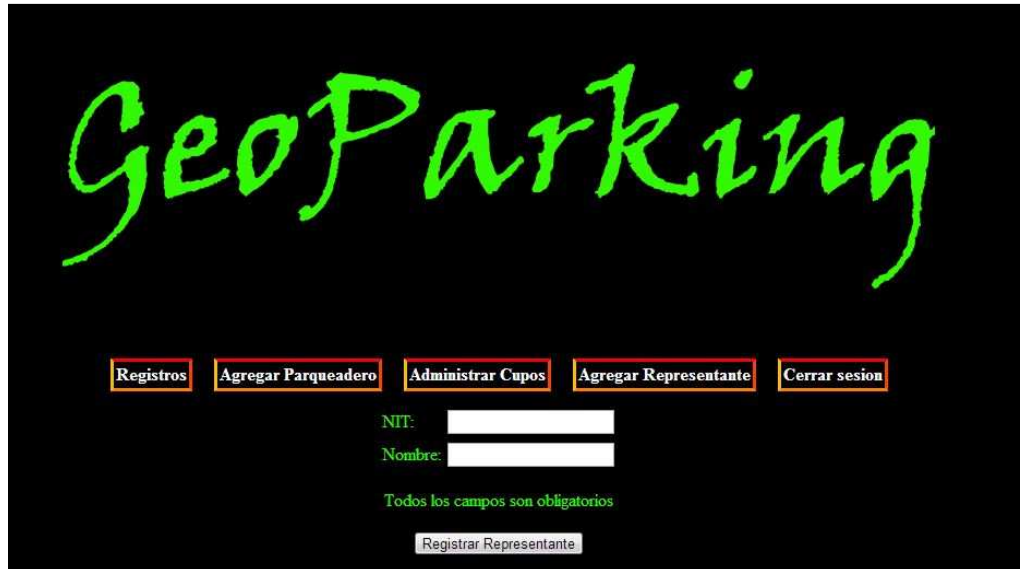 GeoParking
Registros Agregar Parqueadero Administrar Cupos Agregar Representante Cerrar sesion
NIT:
Nombre:
Todos los campos son obligatorios
Registrar Representante